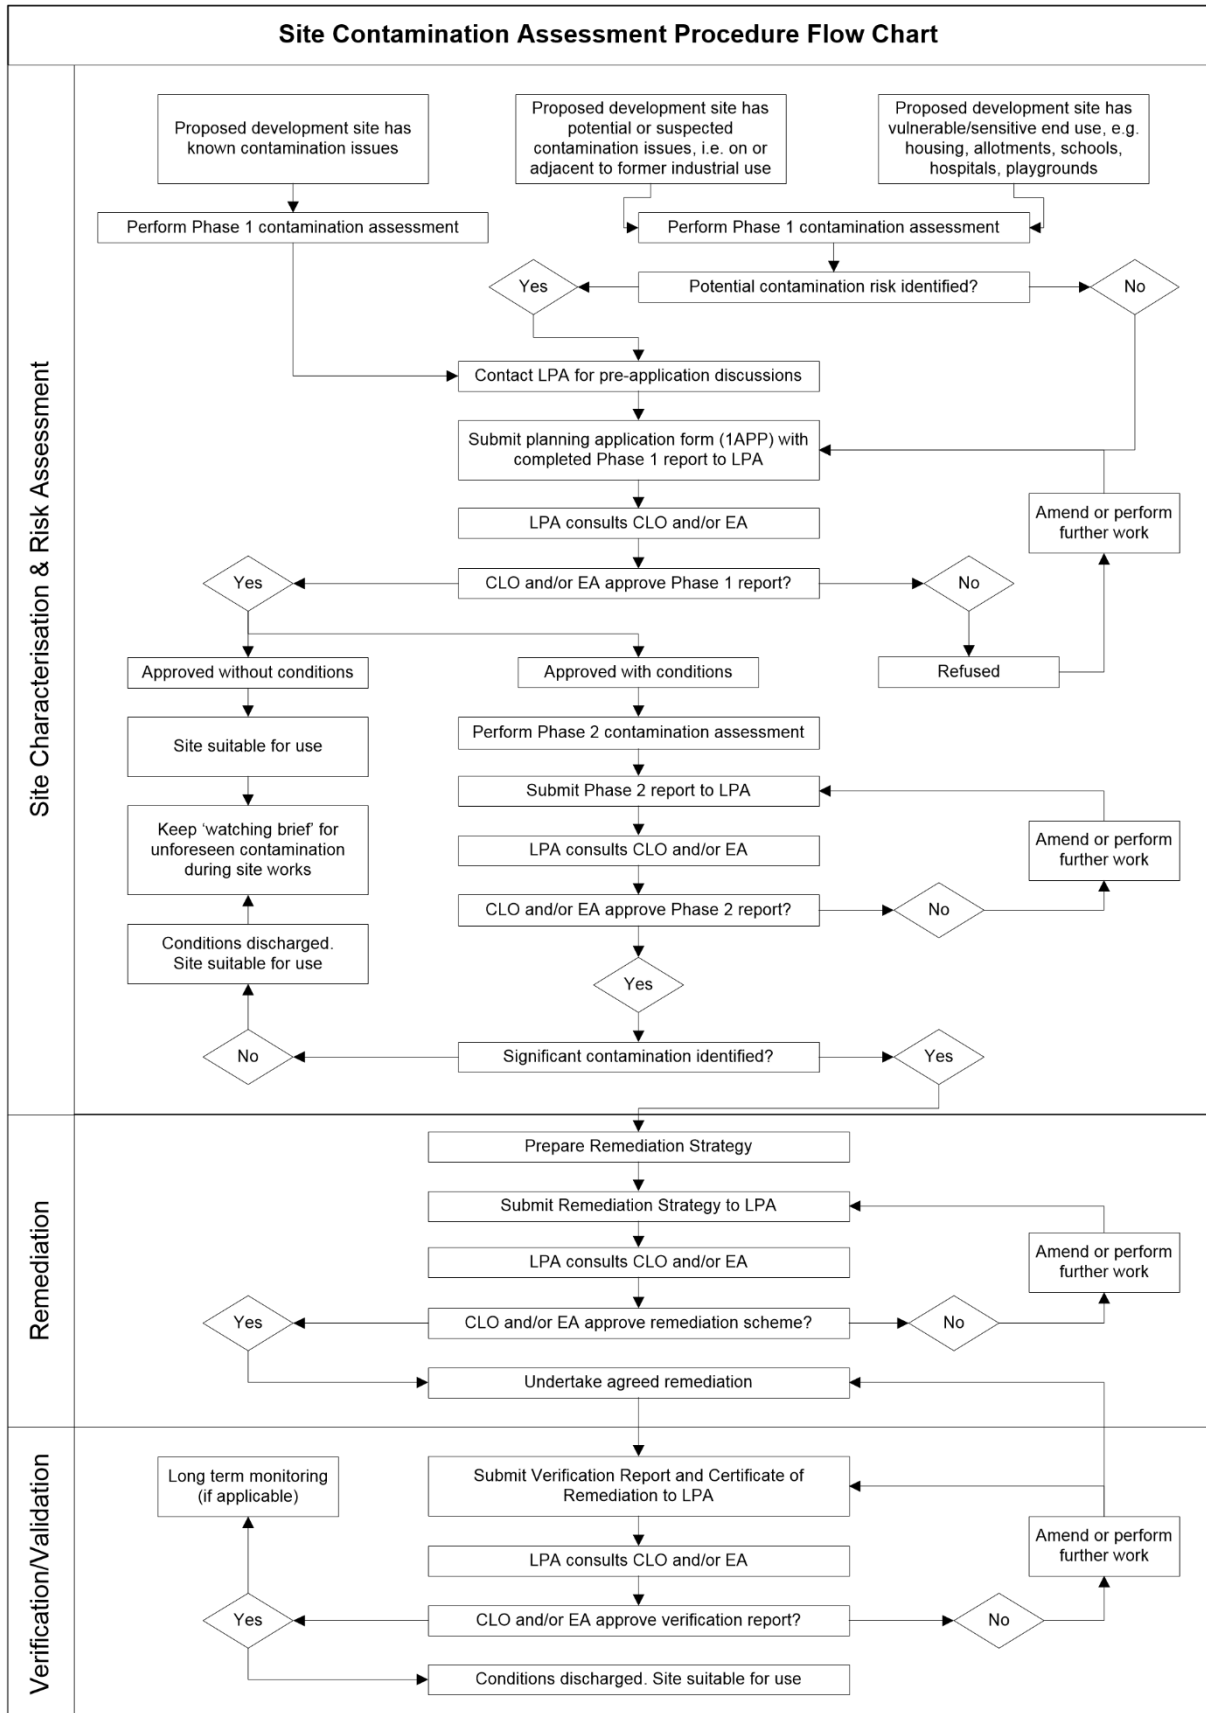 Site Contamination Assessment Procedure Flow Chart
Site Characterisation & Risk Assessment
Proposed development site has
known contamination issues
Proposed development site has
potential or suspected
contamination issues, i.e. on or
adjacent to former industrial use
Proposed development site has
vulnerable/sensitive end use, e.g.
housing, allotments, schools,
hospitals, playgrounds
Perform Phase 1 contamination assessment
Perform Phase 1 contamination assessment
Yes
Potential contamination risk identified?
No
Contact LPA for pre-application discussions
Submit planning application form (1APP) with
completed Phase 1 report to LPA
LPA consults CLO and/or EA
Amend or perform
further work
Yes
CLO and/or EA approve Phase 1 report?
No
Approved without conditions
Approved with conditions
Refused
Site suitable for use
Perform Phase 2 contamination assessment
Submit Phase 2 report to LPA
Keep ‘watching brief’ for
unforeseen contamination
during site works
LPA consults CLO and/or EA
Amend or perform
further work
CLO and/or EA approve Phase 2 report?
No
Conditions discharged.
Site suitable for use
Yes
No
Significant contamination identified?
Yes
Remediation
Prepare Remediation Strategy
Submit Remediation Strategy to LPA
LPA consults CLO and/or EA
Amend or perform
further work
Yes
CLO and/or EA approve remediation scheme?
No
Undertake agreed remediation
Verification/Validation
Long term monitoring
(if applicable)
Submit Verification Report and Certificate of
Remediation to LPA
LPA consults CLO and/or EA
Amend or perform
further work
Yes
CLO and/or EA approve verification report?
No
Conditions discharged. Site suitable for use